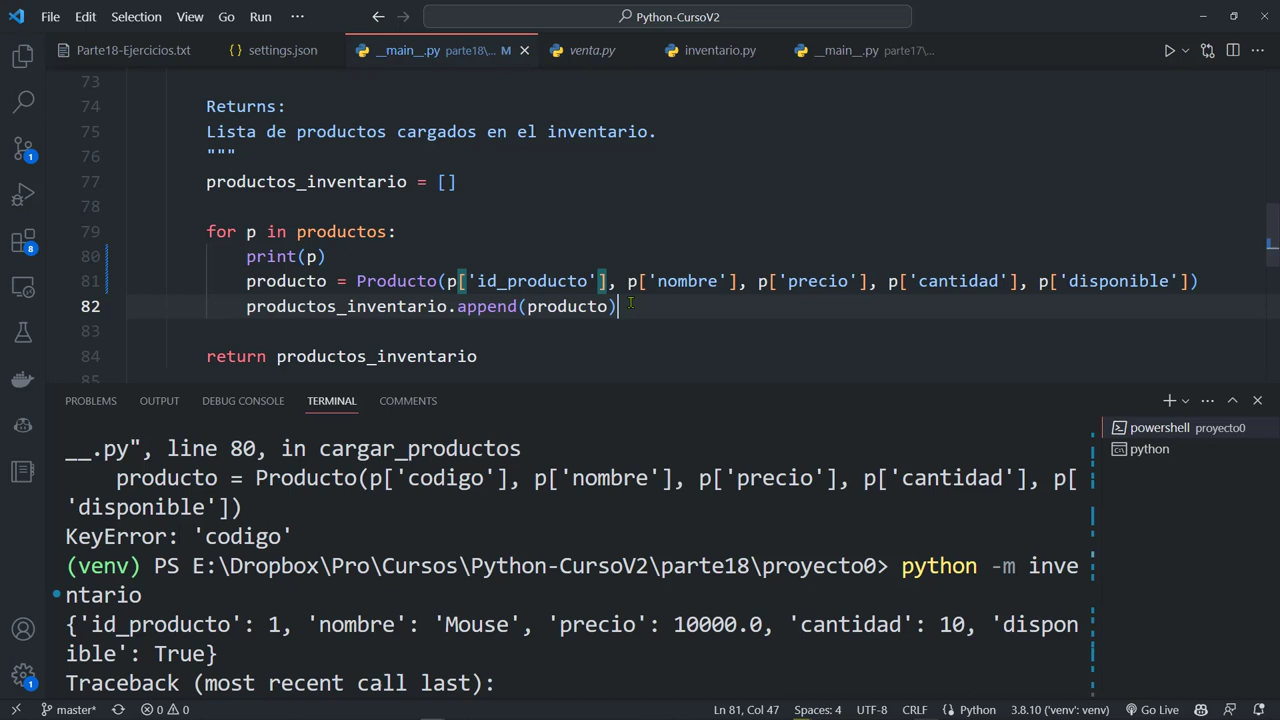 File Edit Selection View Go Run ··· Python-CursoV2
Parte18-Ejercicios.txt {} settings.json __main__.py parte18\... M venta.py inventario.py __main__.py parte17\...
73
74 Returns:
75 Lista de productos cargados en el inventario.
76 """
77 productos_inventario = []
78
79 for p in productos:
80 print(p)
81 producto = Producto(p['id_producto'], p['nombre'], p['precio'], p['cantidad'], p['disponible'])
82 productos_inventario.append(producto)
83
84 return productos_inventario
85
1
8
1
PROBLEMS OUTPUT DEBUG CONSOLE TERMINAL COMMENTS
__.py", line 80, in cargar_productos
producto = Producto(p['codigo'], p['nombre'], p['precio'], p['cantidad'], p[
'disponible'])
KeyError: 'codigo'
(venv) PS E:\Dropbox\Pro\Cursos\Python-CursoV2\parte18\proyecto0> python -m inve
ntario
{'id_producto': 1, 'nombre': 'Mouse', 'precio': 10000.0, 'cantidad': 10, 'dispon
ible': True}
Traceback (most recent call last):
powershell proyecto0
python
master* 0 0 Ln 81, Col 47 Spaces: 4 UTF-8 CRLF Python 3.8.10 ('venv': venv) Go Live